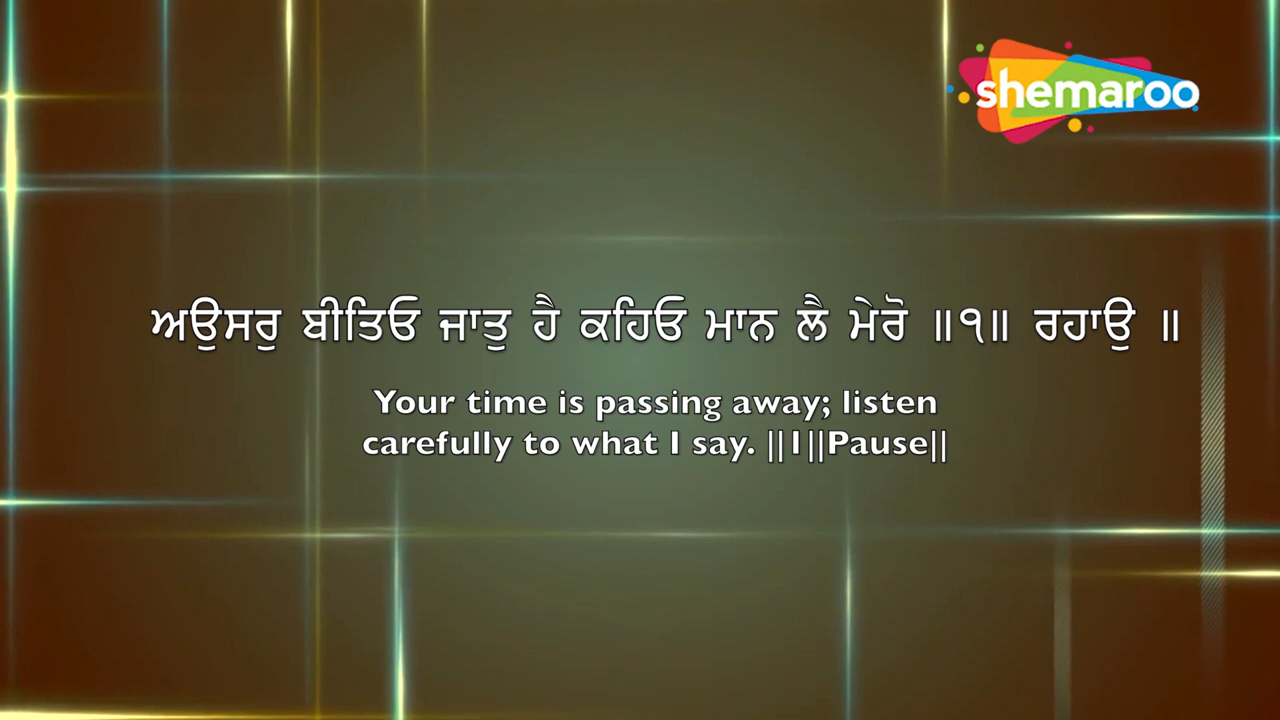 shemaroo
ਅਉਸਰੁ ਬੀਤਿਓ ਜਾਤੁ ਹੈ ਕਹਿਓ ਮਾਨ ਲੈ ਮੇਰੋ ॥੧॥ ਰਹਾਉ ॥
Your time is passing away; listen
carefully to what I say. ||1||Pause||